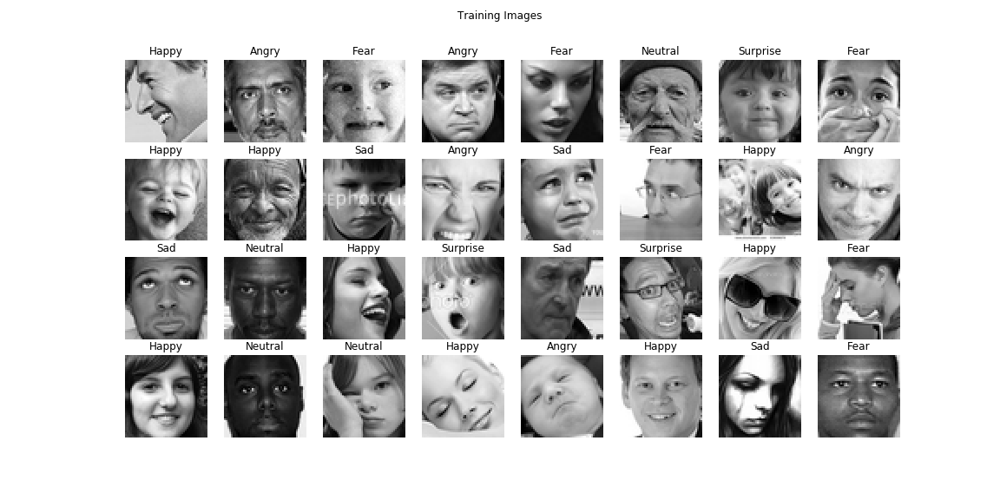 Training Images
Happy Angry Fear Angry Fear Neutral Surprise Fear
Happy Happy Sad Angry Sad Fear Happy Angry
Sad Neutral Happy Surprise Sad Surprise Happy Fear
Happy Neutral Neutral Happy Angry Happy Sad Fear